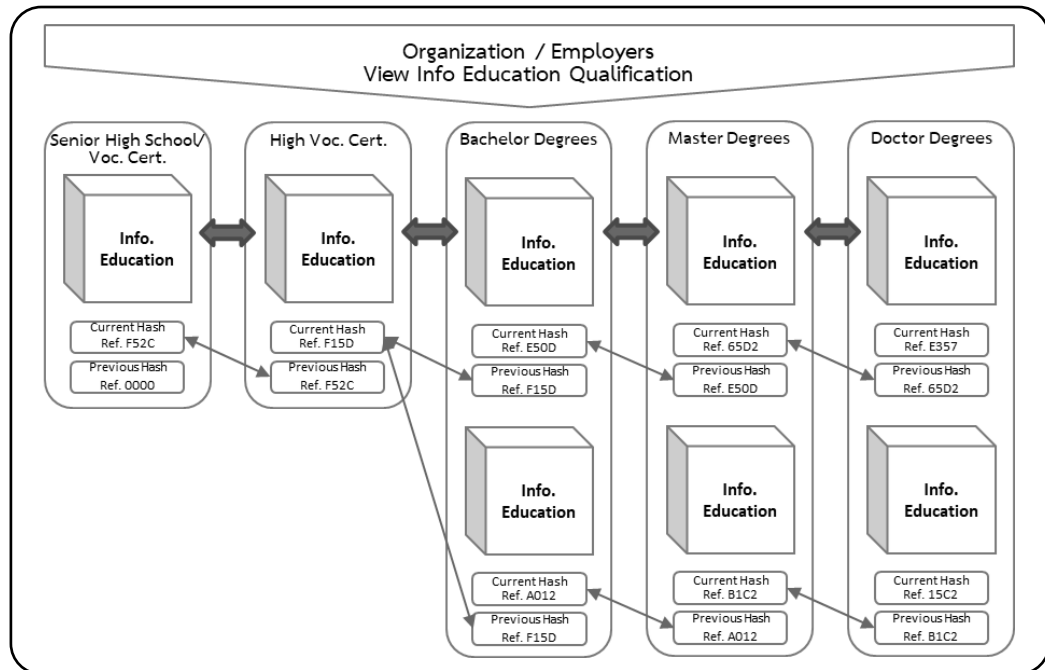 Organization / Employers
View Info Education Qualification
Senior High School/
Voc. Cert.
Info.
Education
Current Hash
Ref. F52C
Previous Hash
Ref. 0000
High Voc. Cert.
Info.
Education
Current Hash
Ref. F15D
Previous Hash
Ref. F52C
Bachelor Degrees
Info.
Education
Current Hash
Ref. E50D
Previous Hash
Ref. F15D
Info.
Education
Current Hash
Ref. A012
Previous Hash
Ref. F15D
Master Degrees
Info.
Education
Current Hash
Ref. 65D2
Previous Hash
Ref. E50D
Info.
Education
Current Hash
Ref. B1C2
Previous Hash
Ref. A012
Doctor Degrees
Info.
Education
Current Hash
Ref. E357
Previous Hash
Ref. 65D2
Info.
Education
Current Hash
Ref. 15C2
Previous Hash
Ref. B1C2